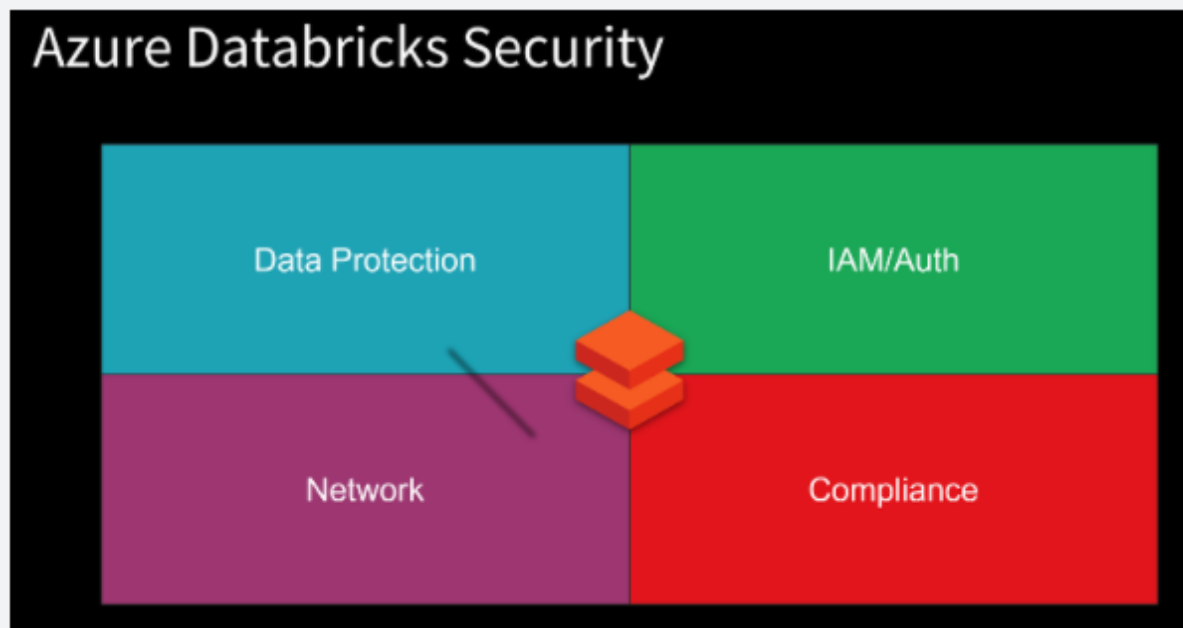 Azure Databricks Security
Data Protection
IAM/Auth
Network
Compliance